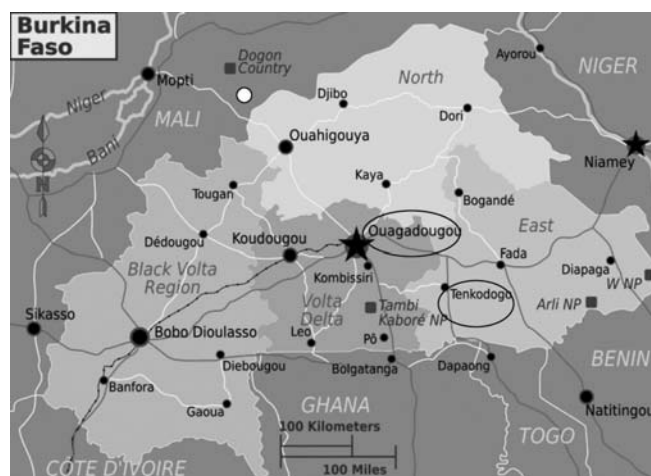 Burkina
Faso
Dogon
Country
Mopti
Niger
MALI
Bani
North
Djibo
Dori
Ayorou
NIGER
Niamey
Ouahigouya
Kaya
Bogandé
Tougan
Ouagadougou
East
Dédougou
Koudougou
Fada
Diapaga
W NP
Kombissiri
Black Volta
Region
Tenkodogo
Arli NP
Volta
Delta
Tambi
Kaboré NP
Sikasso
Bobo Dioulasso
Leo
Pô
Diebougou
Bolgatanga
Dapaong
BENIN
Banfora
Gaoua
GHANA
Natitingou
100 Kilometers
TOGO
100 Miles
CÔTE D'IVOIRE
N